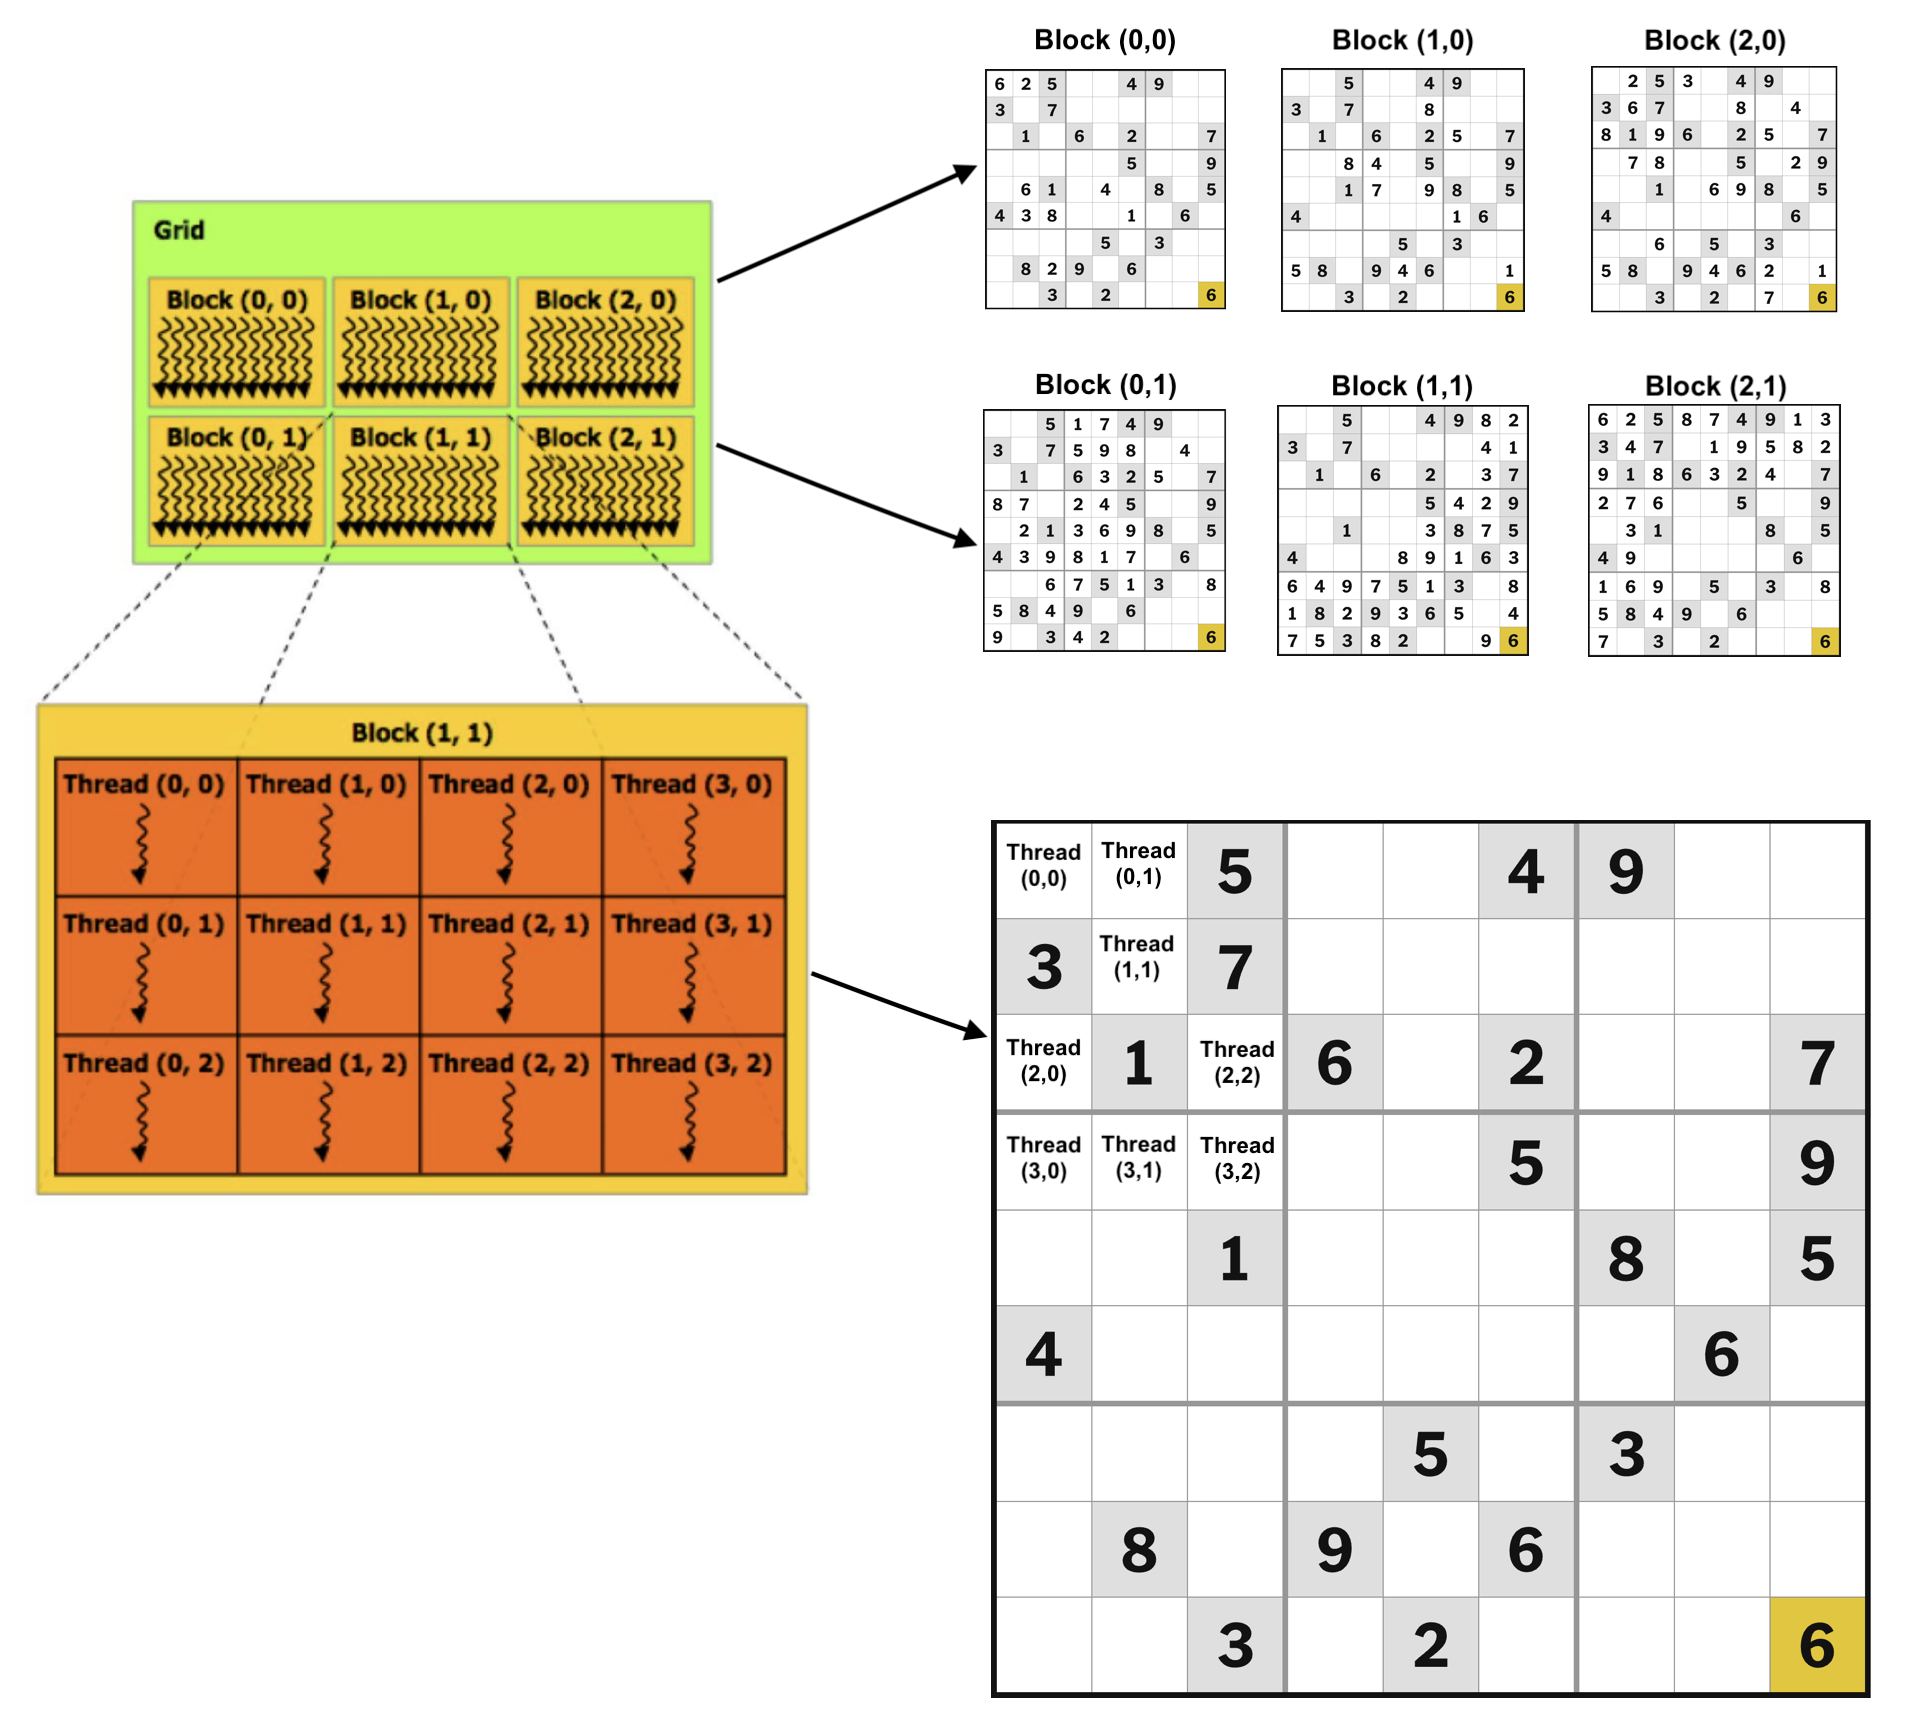 Grid
Block (0, 0) Block (1, 0) Block (2, 0)
Block (0, 1) Block (1, 1) Block (2, 1)
Block (1, 1)
Thread (0, 0) Thread (1, 0) Thread (2, 0) Thread (3, 0)
Thread (0, 1) Thread (1, 1) Thread (2, 1) Thread (3, 1)
Thread (0, 2) Thread (1, 2) Thread (2, 2) Thread (3, 2)
Block (0,0)
6 2 5 4 9
3 7
1 6 2 7
5 9
6 1 4 8 5
4 3 8 1 6
5 3
8 2 9 6
3 2 6
Block (1,0)
5 4 9
3 7 8
1 6 2 5 7
8 4 5 9
1 7 9 8 5
4 1 6
5 3
5 8 9 4 6 1
3 2 6
Block (2,0)
2 5 3 4 9
3 6 7 8 4
8 1 9 6 2 5 7
7 8 5 2 9
1 6 9 8 5
4 6
6 5 3
5 8 9 4 6 2 1
3 2 7 6
Block (0,1)
5 1 7 4 9
3 7 5 9 8 4
1 6 3 2 5 7
8 7 2 4 5 9
2 1 3 6 9 8 5
4 3 9 8 1 7 6
6 7 5 1 3 8
5 8 4 9 6
9 3 4 2 6
Block (1,1)
5 4 9 8 2
3 7 4 1
1 6 2 3 7
5 4 2 9
1 3 8 7 5
4 8 9 1 6 3
6 4 9 7 5 1 3 8
1 8 2 9 3 6 5 4
7 5 3 8 2 9 6
Block (2,1)
6 2 5 8 7 4 9 1 3
3 4 7 1 9 5 8 2
9 1 8 6 3 2 4 7
2 7 6 5 9
3 1 8 5
4 9 6
1 6 9 5 3 8
5 8 4 9 6
7 3 2 6
Thread (0,0) Thread (0,1) 5 4 9
3 Thread (1,1) 7
Thread (2,0) 1 Thread (2,2) 6 2 7
Thread (3,0) Thread (3,1) Thread (3,2) 5 9
1 8 5
4 6
5 3
8 9 6
3 2 6